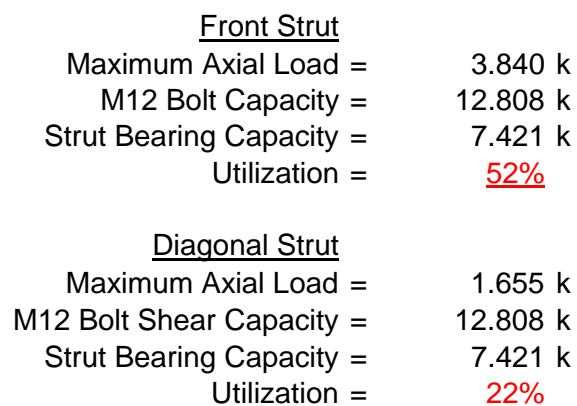 Front Strut
Maximum Axial Load = 3.840 k
M12 Bolt Capacity = 12.808 k
Strut Bearing Capacity = 7.421 k
Utilization = 52%
Diagonal Strut
Maximum Axial Load = 1.655 k
M12 Bolt Shear Capacity = 12.808 k
Strut Bearing Capacity = 7.421 k
Utilization = 22%